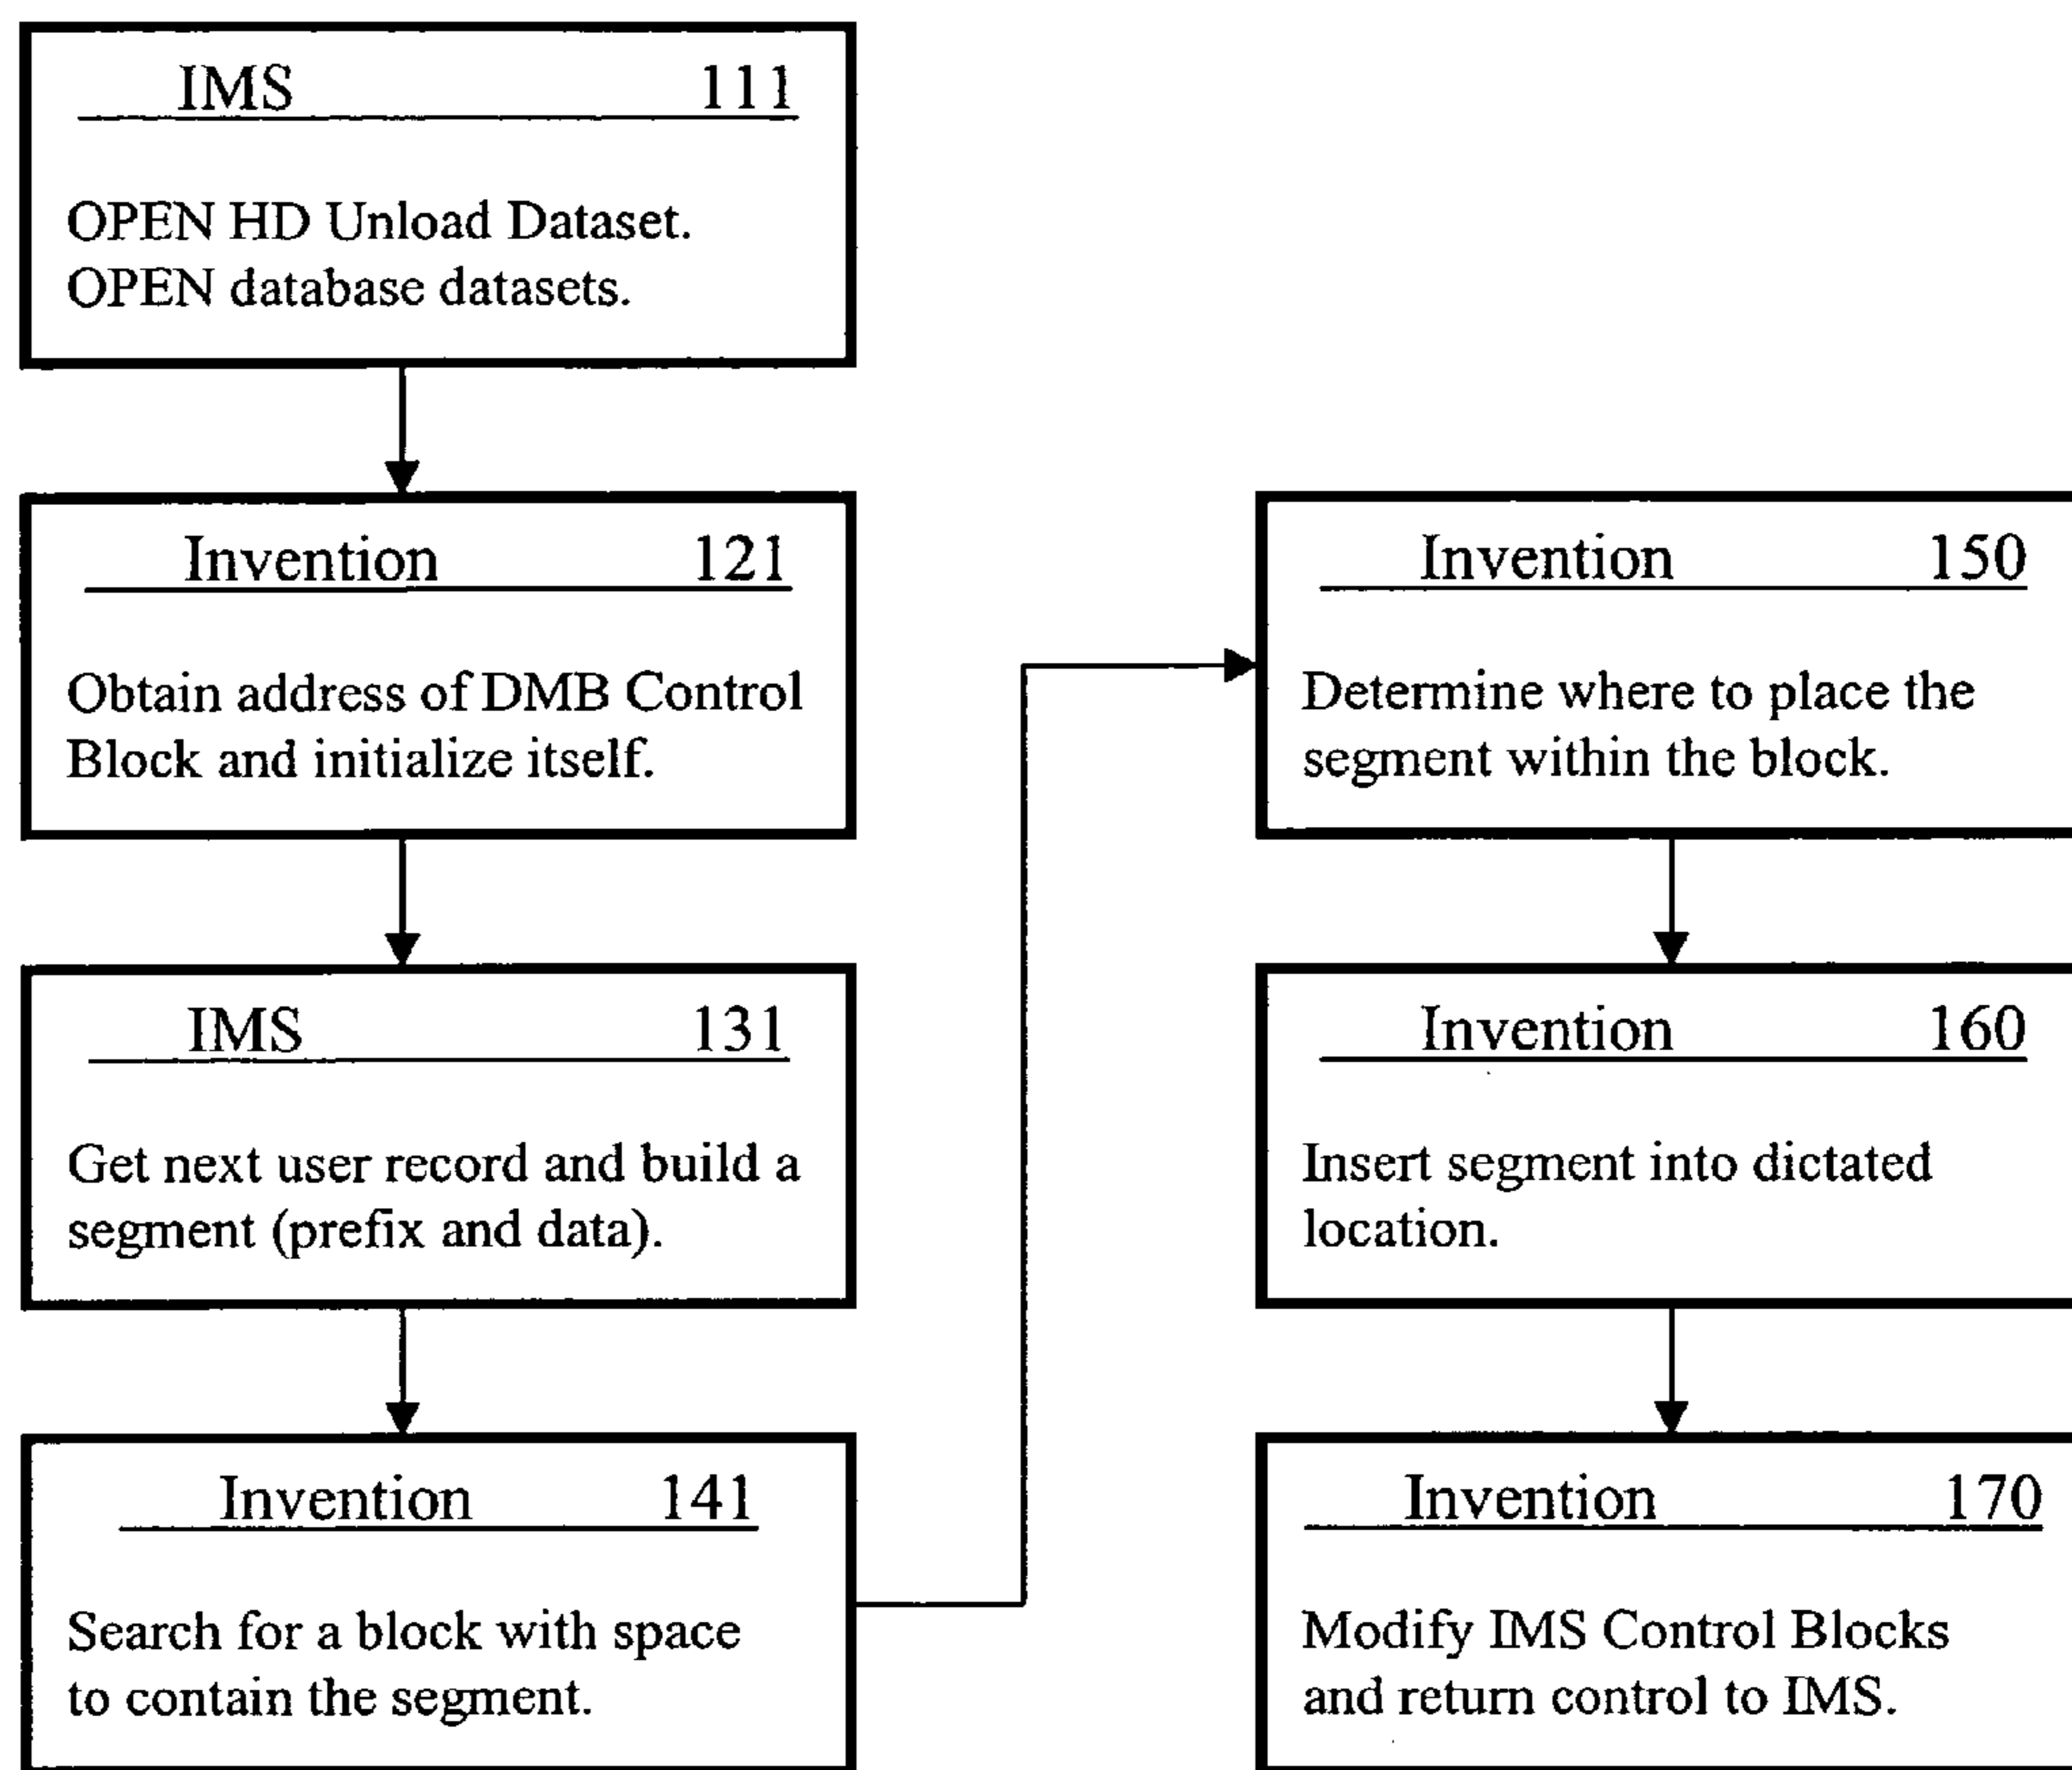 IMS 111
OPEN HD Unload Dataset.
OPEN database datasets.
Invention 121
Obtain address of DMB Control
Block and initialize itself.
IMS 131
Get next user record and build a
segment (prefix and data).
Invention 141
Search for a block with space
to contain the segment.
Invention 150
Determine where to place the
segment within the block.
Invention 160
Insert segment into dictated
location.
Invention 170
Modify IMS Control Blocks
and return control to IMS.